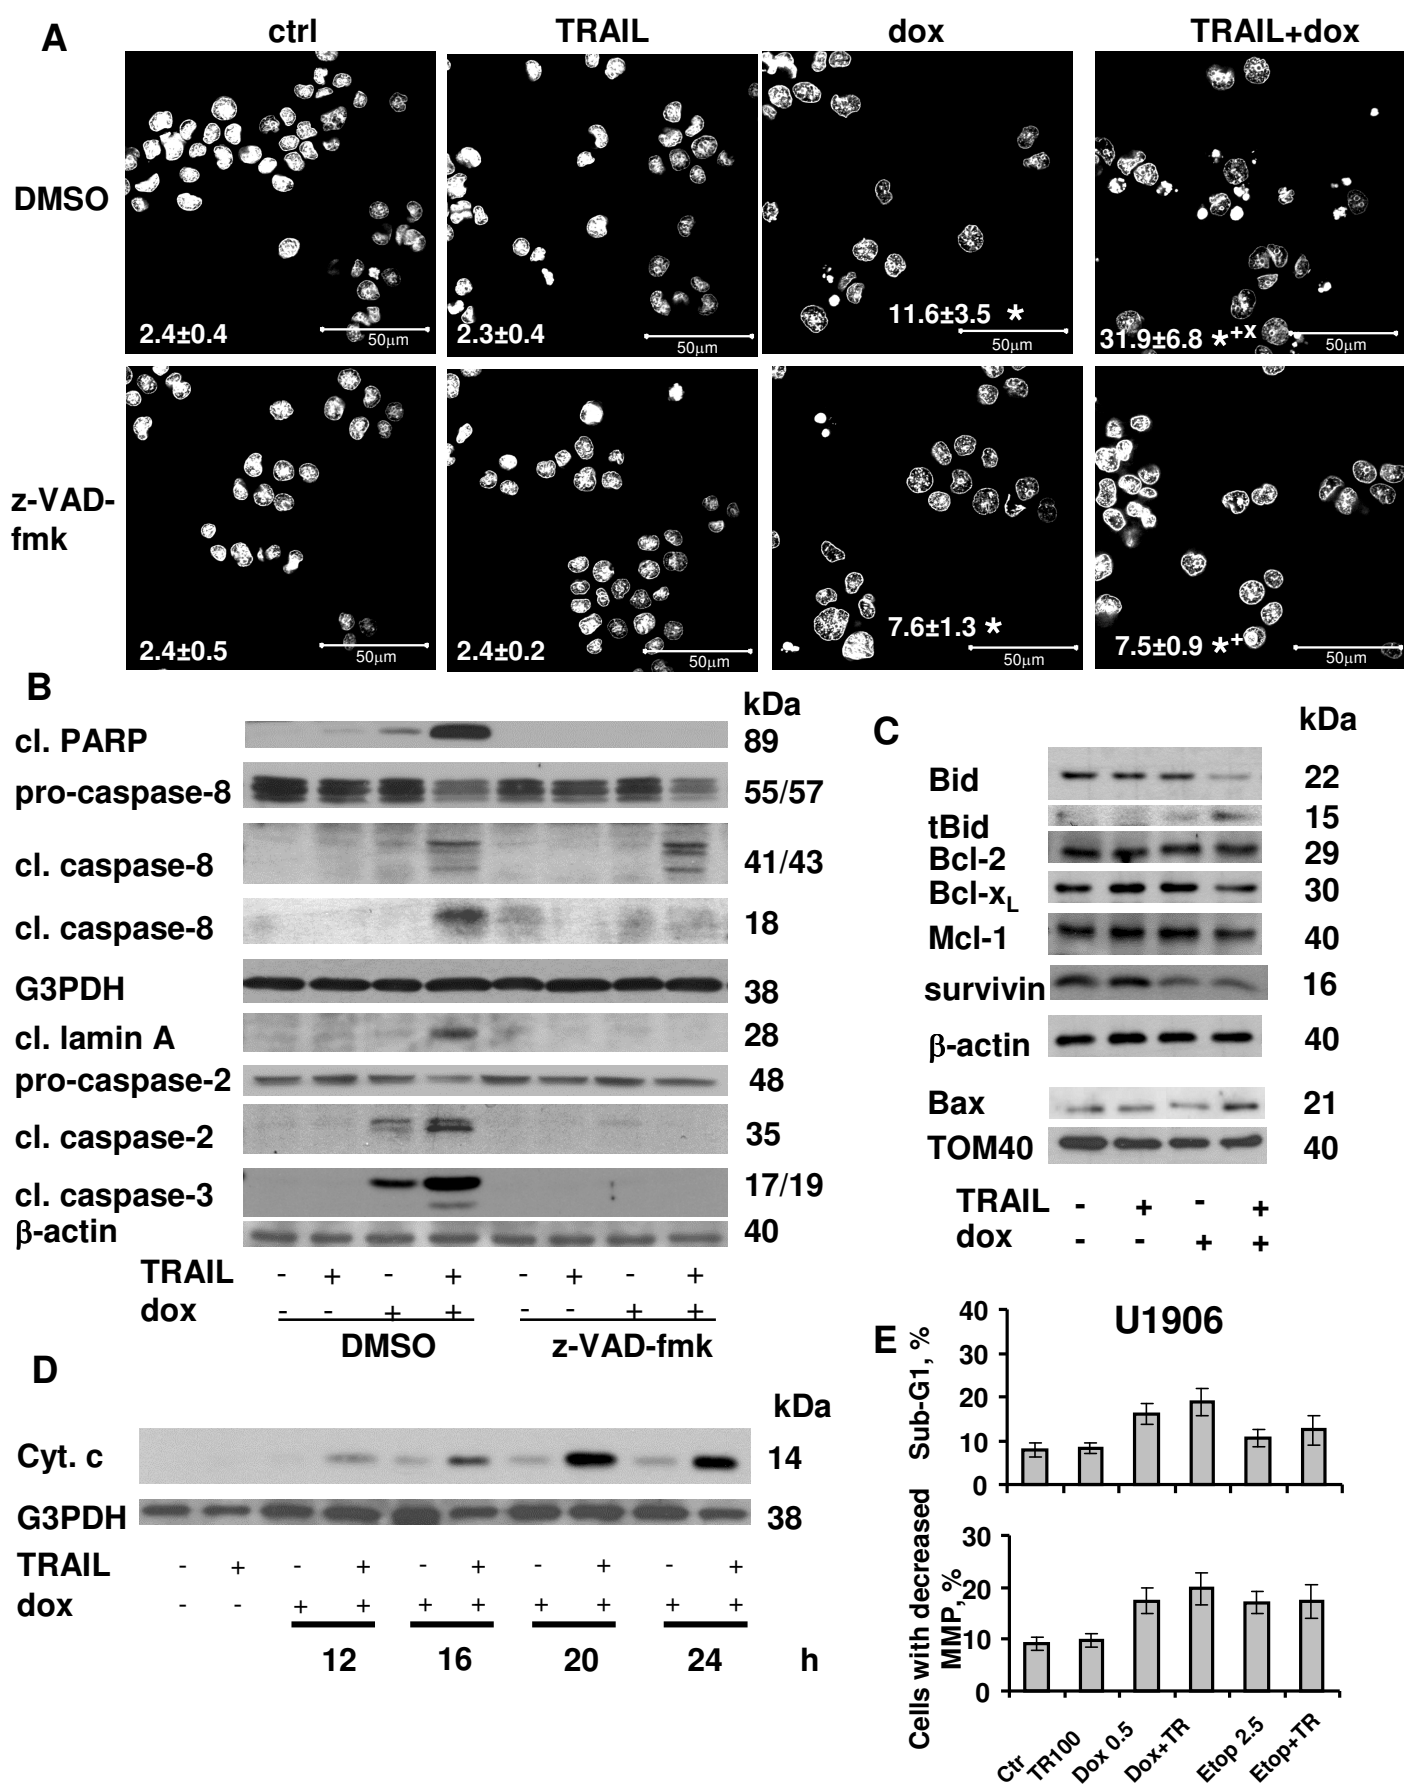 A
ctrl TRAIL dox TRAIL+dox
DMSO
2.4±0.4 50μm
2.3±0.4 50μm
11.6±3.5 * 50μm
31.9±6.8 *+x 50μm
z-VAD-
fmk
2.4±0.5 50μm
2.4±0.2 50μm
7.6±1.3 * 50μm
7.5±0.9 *+ 50μm
B
kDa
cl. PARP 89
pro-caspase-8 55/57
cl. caspase-8 41/43
cl. caspase-8 18
G3PDH 38
cl. lamin A 28
pro-caspase-2 48
cl. caspase-2 35
cl. caspase-3 17/19
β-actin 40
TRAIL - + - + - + - +
dox - - + + - - + +
DMSO z-VAD-fmk
C
kDa
Bid 22
tBid 15
Bcl-2 29
Bcl-xL 30
Mcl-1 40
survivin 16
β-actin 40
Bax 21
TOM40 40
TRAIL - + - +
dox - - + +
D
kDa
Cyt. c 14
G3PDH 38
TRAIL - + - + - + - + - +
dox - - + + + + + + + +
12 16 20 24 h
E
U1906
Sub-G1, %
40
30
20
10
0
Cells with decreased
MMP, %
30
20
10
0
Ctr TR100 Dox 0.5 Dox+TR Etop 2.5 Etop+TR